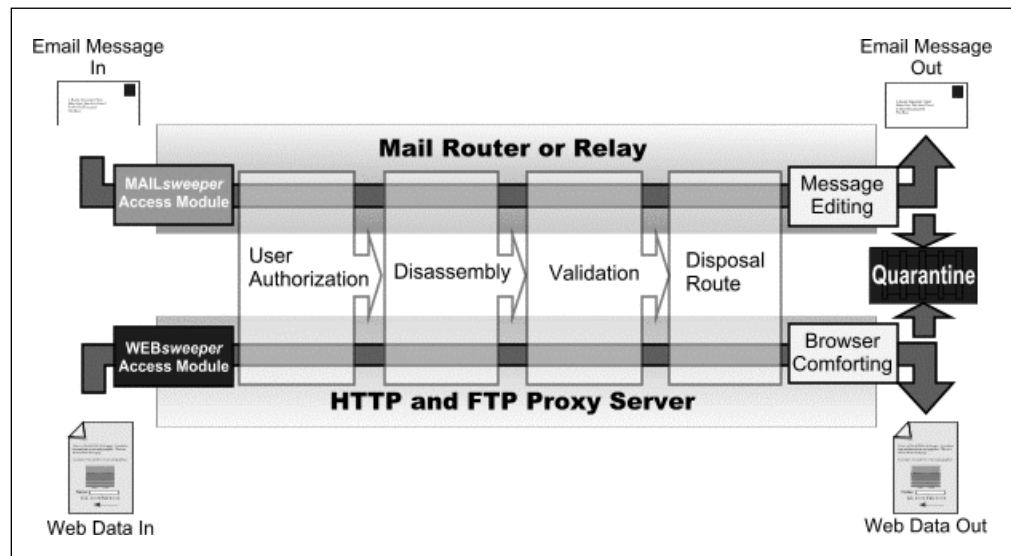 Email Message
In
Email Message
Out
Mail Router or Relay
MAILsweeper
Access Module
Message
Editing
User
Authorization
Disassembly
Validation
Disposal
Route
Quarantine
WEBsweeper
Access Module
Browser
Comforting
HTTP and FTP Proxy Server
Web Data In
Web Data Out